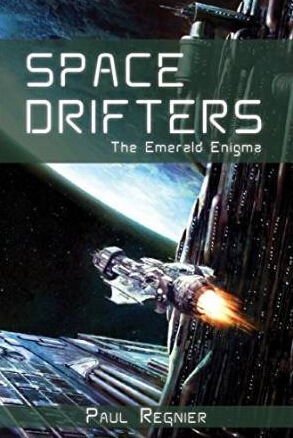 SPACE
DRIFTERS
The Emerald Enigma
PAUL REGNIER